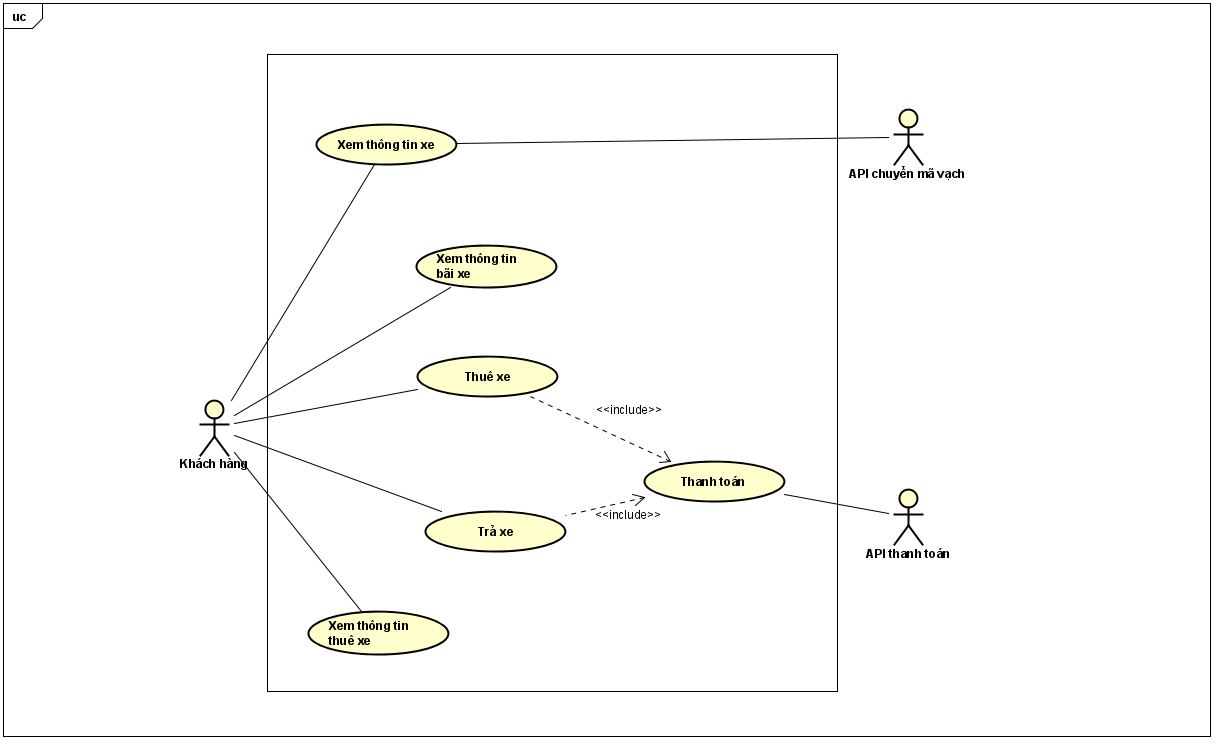 uc
Xem thông tin xe
API chuyển mã vạch
Xem thông tin
bãi xe
Thuê xe
<<include>>
Khách hàng
Thanh toán
<<include>>
Trả xe
API thanh toán
Xem thông tin
thuê xe